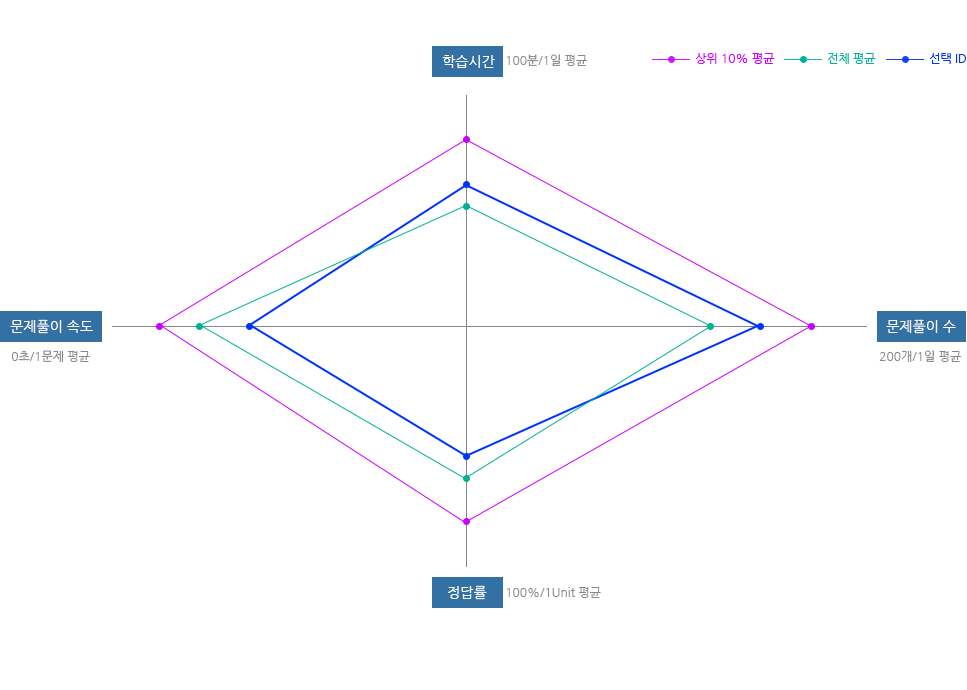 학습시간 100분/1일 평균
상위 10% 평균 전체 평균 선택 ID
문제풀이 속도
0초/1문제 평균
문제풀이 수
200개/1일 평균
정답률 100%/1Unit 평균